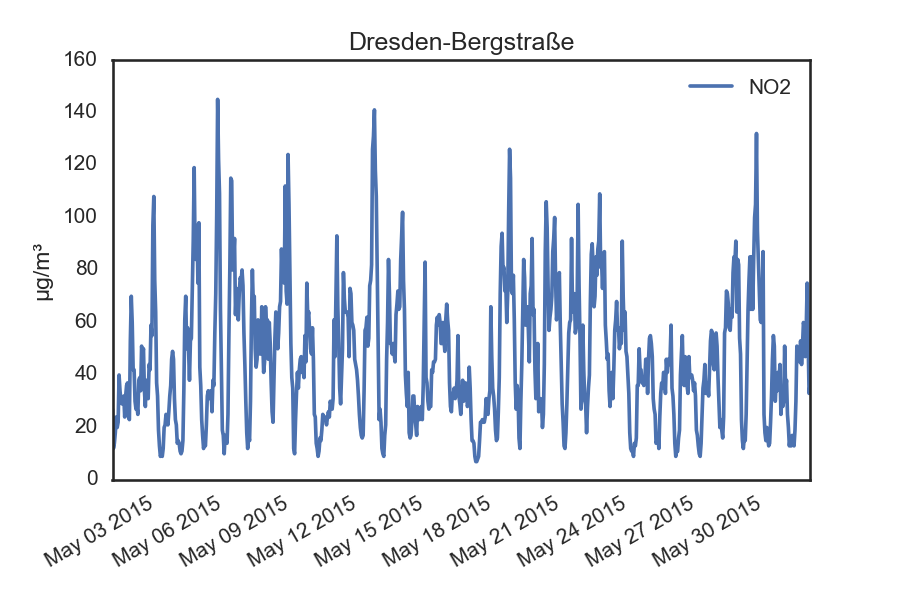 Dresden-Bergstraße
NO2
µg/m³
160
140
120
100
80
60
40
20
0
May 03 2015
May 06 2015
May 09 2015
May 12 2015
May 15 2015
May 18 2015
May 21 2015
May 24 2015
May 27 2015
May 30 2015